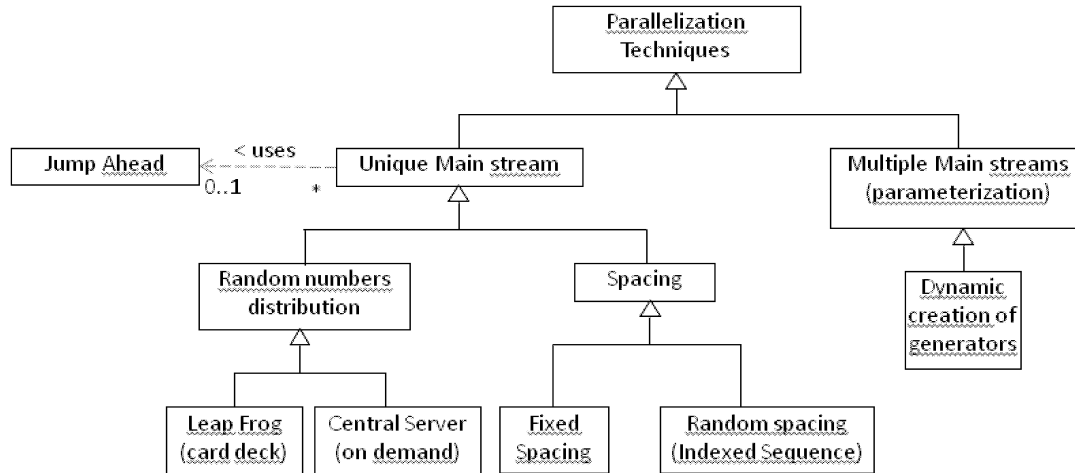 Parallelization
Techniques
< uses
Jump Ahead
0..1
*
Unique Main stream
Multiple Main streams
(parameterization)
Random numbers
distribution
Spacing
Dynamic
creation of
generators
Leap Frog
(card deck)
Central Server
(on demand)
Fixed
Spacing
Random spacing
(Indexed Sequence)